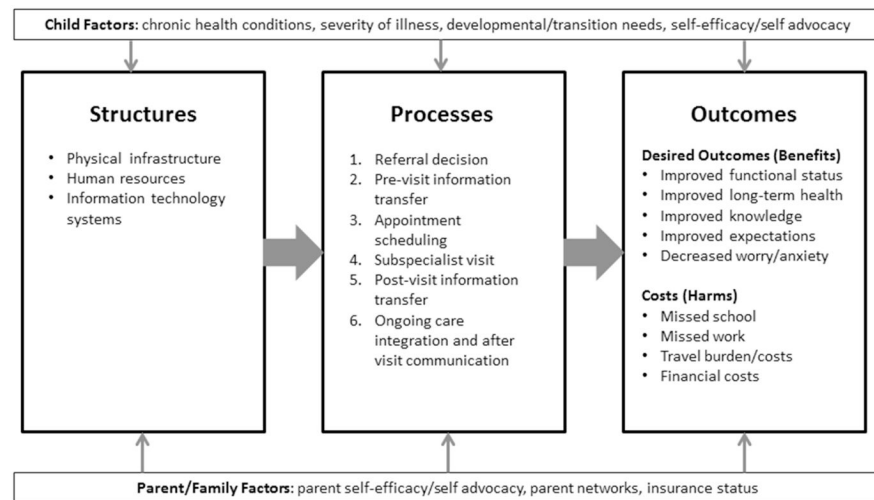 Child Factors: chronic health conditions, severity of illness, developmental/transition needs, self-efficacy/self advocacy
Structures
• Physical infrastructure
• Human resources
• Information technology
systems
Processes
1. Referral decision
2. Pre-visit information
transfer
3. Appointment
scheduling
4. Subspecialist visit
5. Post-visit information
transfer
6. Ongoing care
integration and after
visit communication
Outcomes
Desired Outcomes (Benefits)
• Improved functional status
• Improved long-term health
• Improved knowledge
• Improved expectations
• Decreased worry/anxiety
Costs (Harms)
• Missed school
• Missed work
• Travel burden/costs
• Financial costs
Parent/Family Factors: parent self-efficacy/self advocacy, parent networks, insurance status